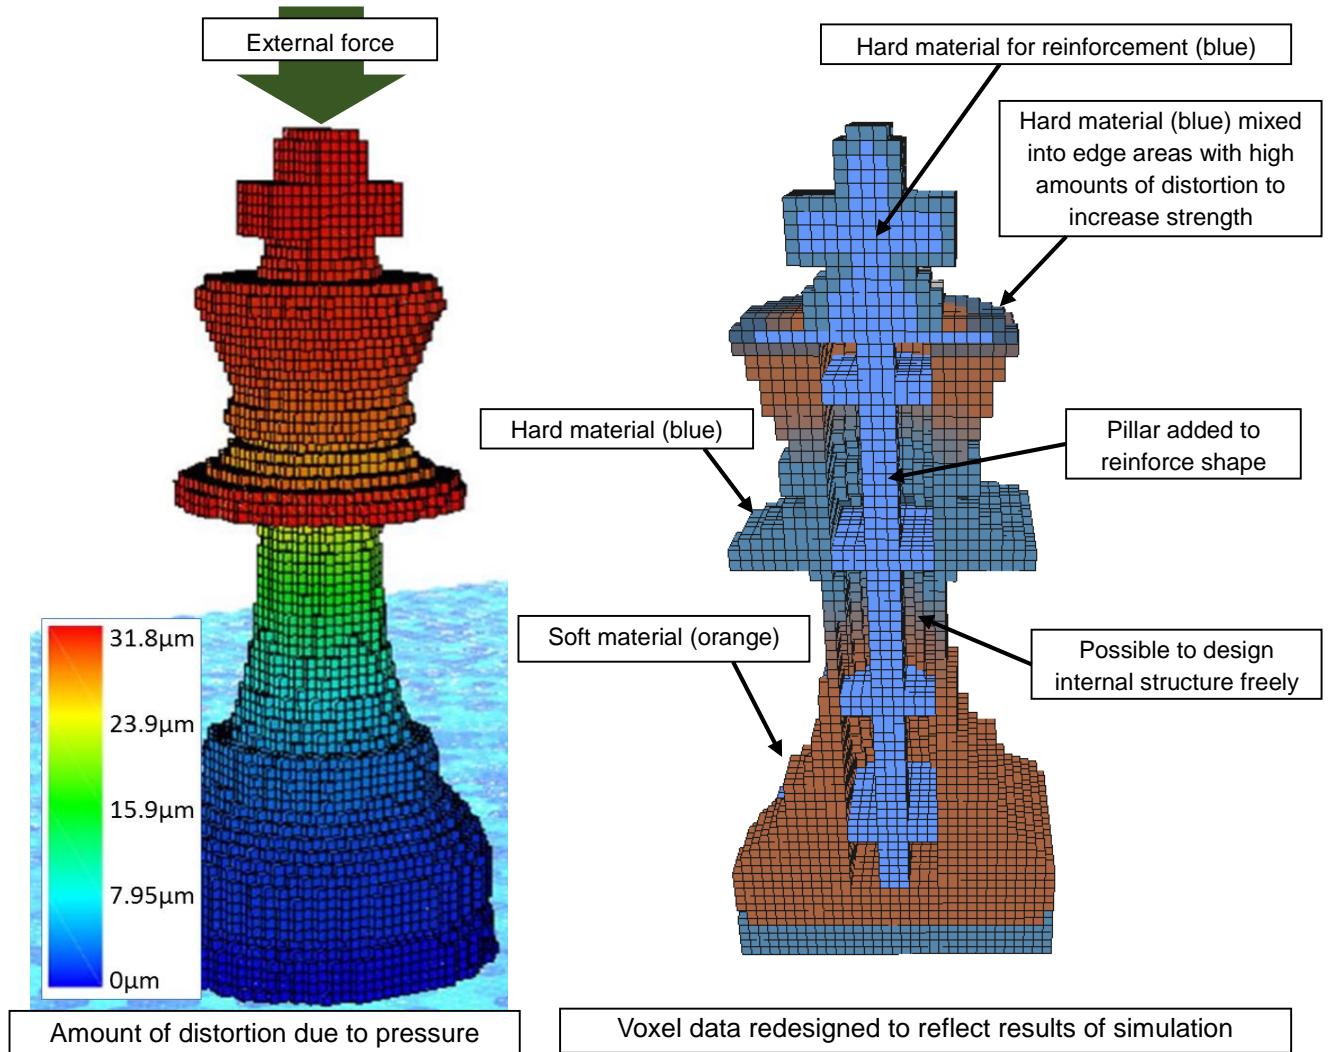 External force
31.8µm
23.9µm
15.9µm
7.95µm
0µm
Amount of distortion due to pressure
Hard material for reinforcement (blue)
Hard material (blue) mixed
into edge areas with high
amounts of distortion to
increase strength
Hard material (blue)
Pillar added to
reinforce shape
Soft material (orange)
Possible to design
internal structure freely
Voxel data redesigned to reflect results of simulation